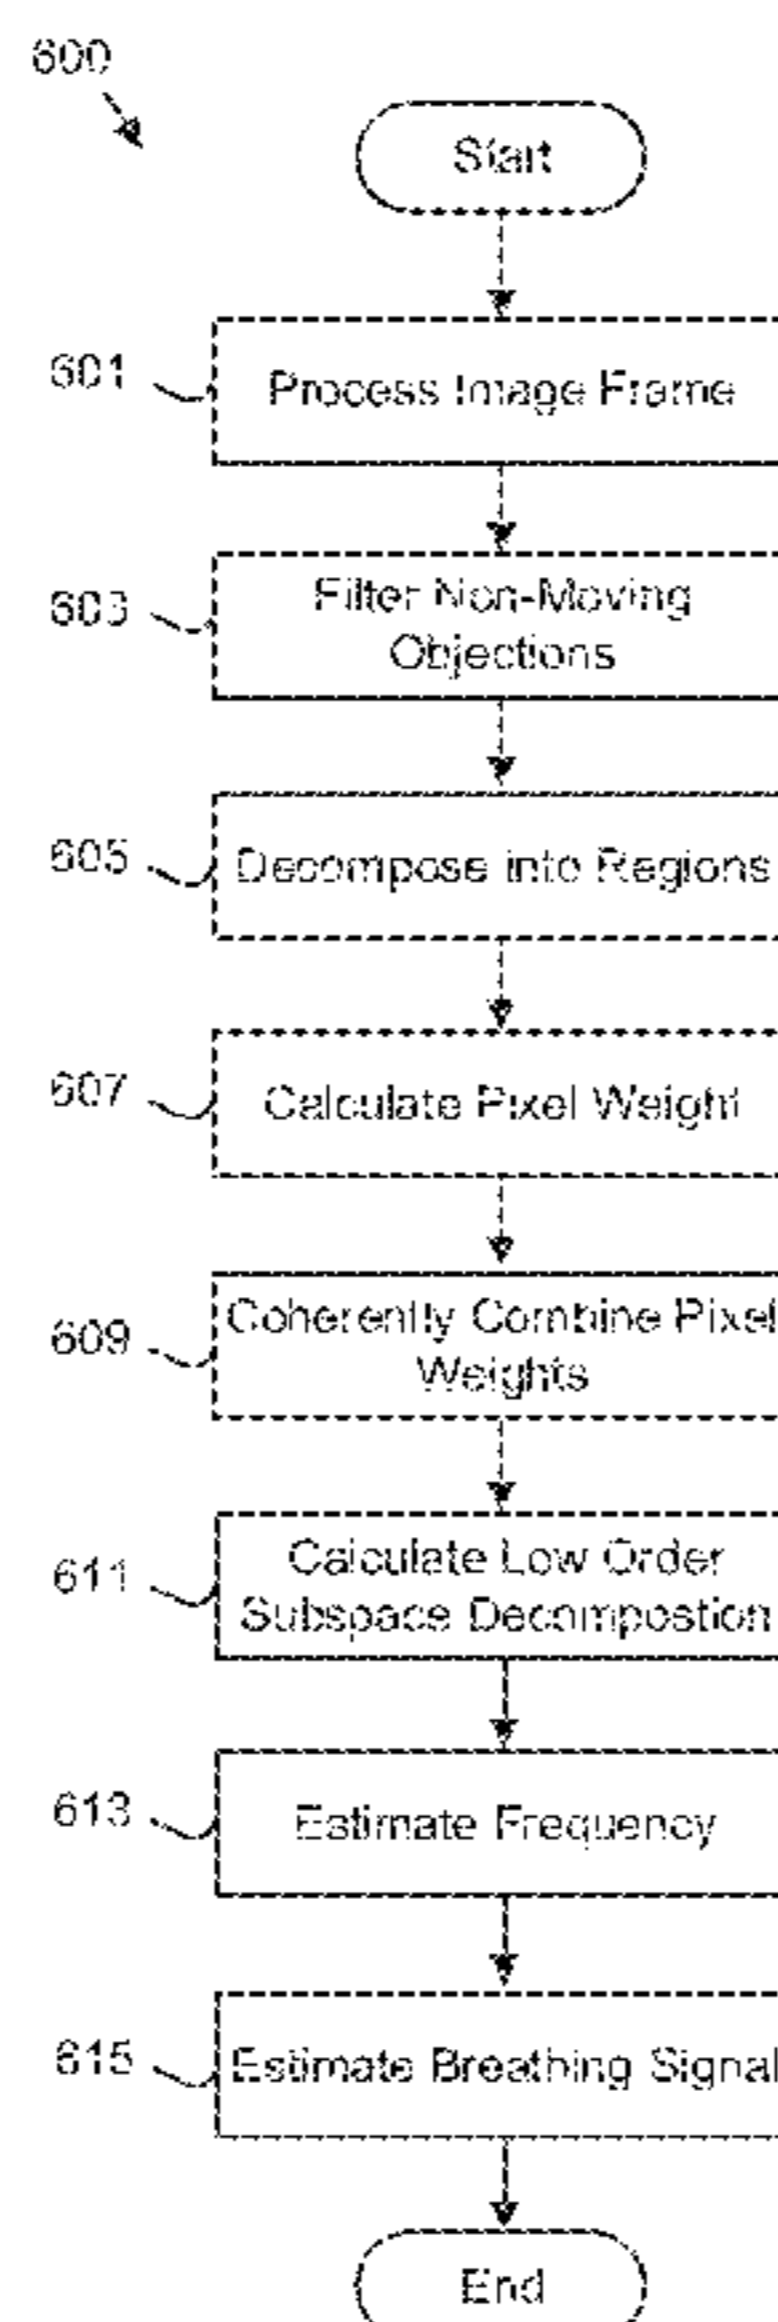 600
Start
601
Process Image Frame
603
Filter Non-Moving
Objections
605
Decompose into Regions
607
Calculate Pixel Weight
609
Coherently Combine Pixel
Weights
611
Calculate Low Order
Subspace Decompostion
613
Estimate Frequency
615
Estimate Breathing Signal
End